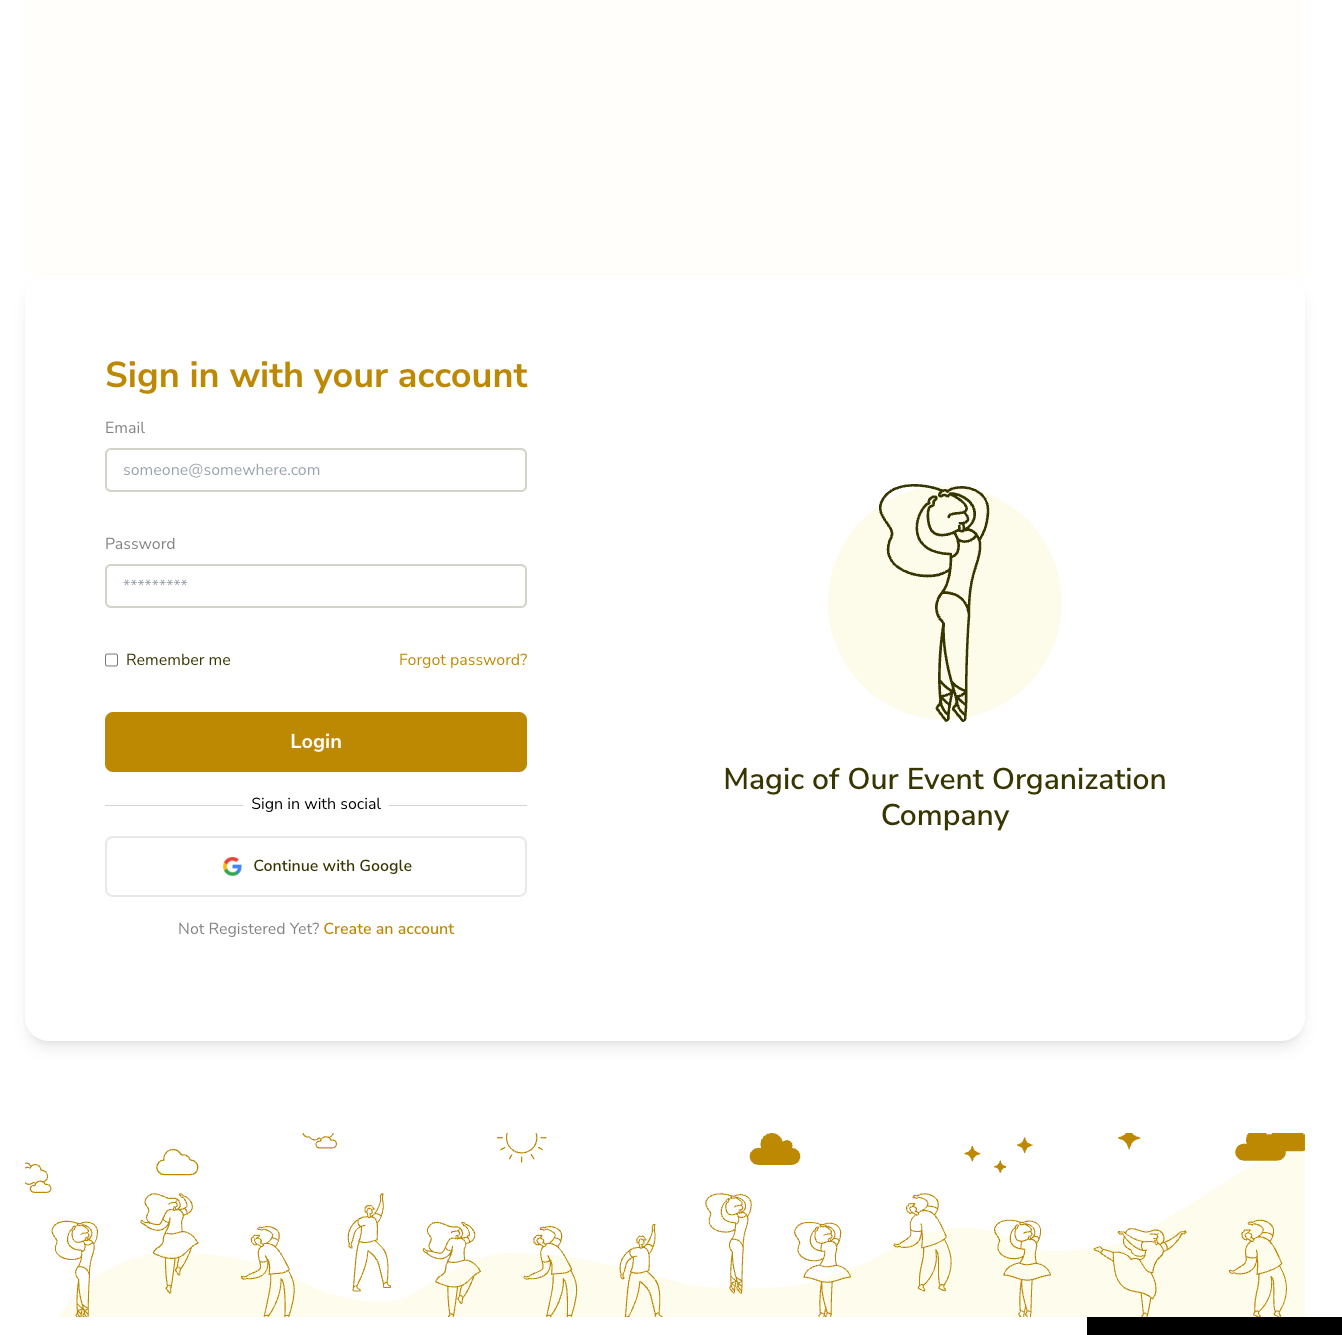 Sign in with your account
Email
someone@somewhere.com
Password
*********
Remember me
Forgot password?
Login
Sign in with social
Continue with Google
Not Registered Yet? Create an account
Magic of Our Event Organization
Company